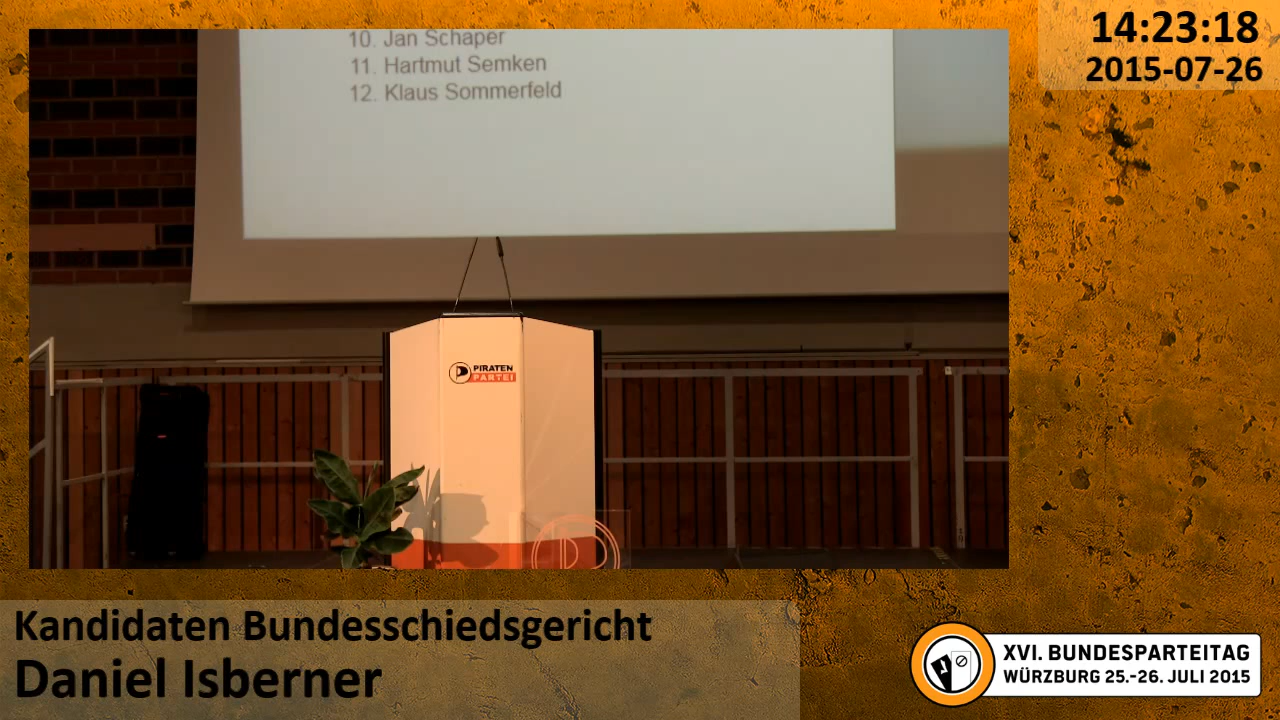 14:23:18
2015-07-26
10. Jan Schaper
11. Hartmut Semken
12. Klaus Sommerfeld
PIRATEN
PARTEI
Kandidaten Bundesschiedsgericht
Daniel Isberner
XVI. BUNDESPARTEITAG
WÜRZBURG 25.-26. JULI 2015